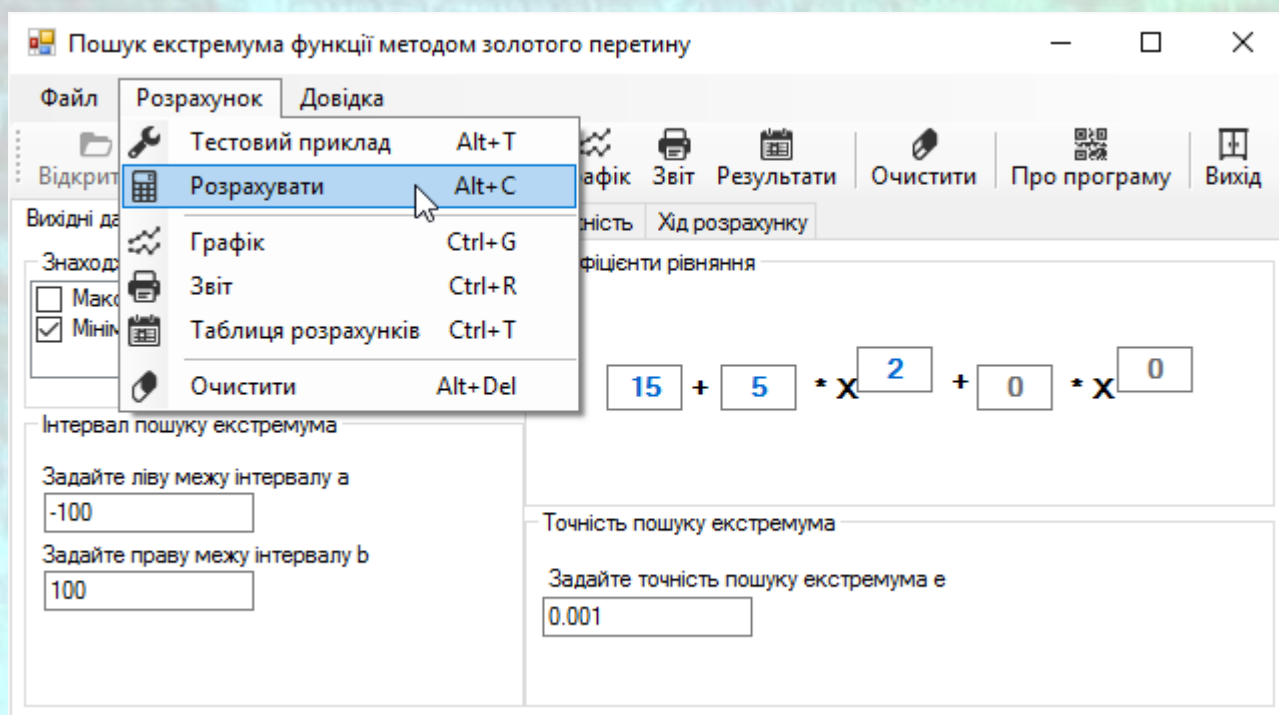 Пошук екстремума функції методом золотого перетину
Файл Розрахунок Довідка
Тестовий приклад Alt+T
Розрахувати Alt+C
Графік Ctrl+G
Звіт Ctrl+R
Таблиця розрахунків Ctrl+T
Очистити Alt+Del
Відкрит афік Звіт Результати Очистити Про програму Вихід
Вихідні да ність Хід розрахунку
Знаход
Макс
Мінім
фіцієнти рівняння
15 + 5 * X 2 + 0 * X 0
Інтервал пошуку екстремума
Задайте ліву межу інтервалу a
-100
Задайте праву межу інтервалу b
100
Точність пошуку екстремума
Задайте точність пошуку екстремума e
0.001